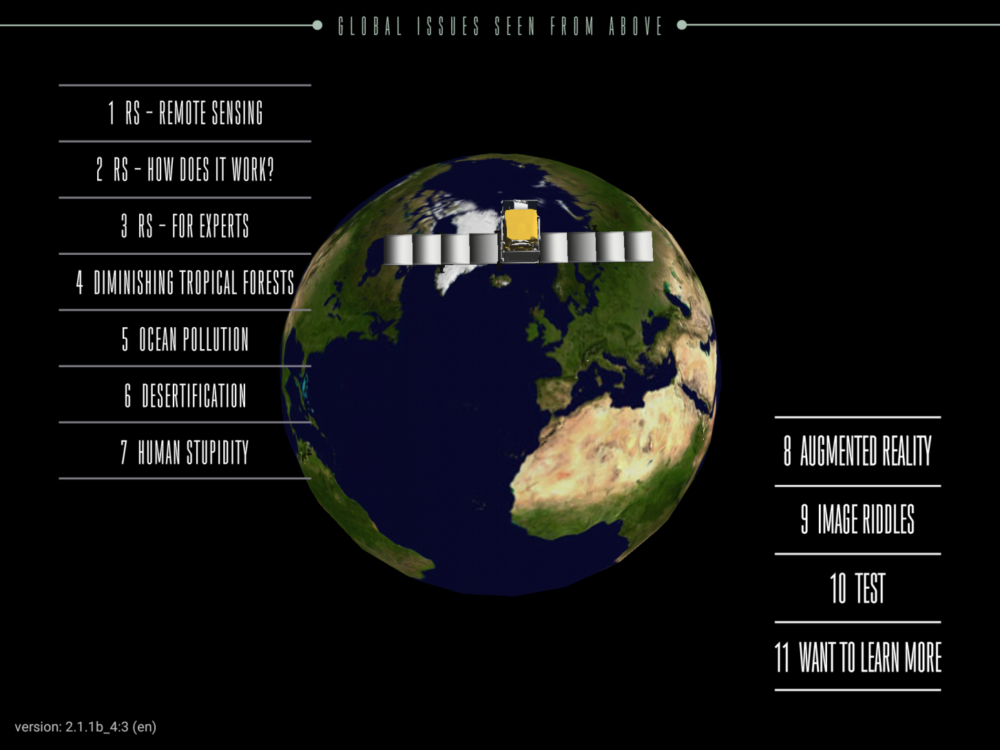 GLOBAL ISSUES SEEN FROM ABOVE
1 RS – REMOTE SENSING
2 RS – HOW DOES IT WORK?
3 RS – FOR EXPERTS
4 DIMINISHING TROPICAL FORESTS
5 OCEAN POLLUTION
6 DESERTIFICATION
7 HUMAN STUPIDITY
8 AUGMENTED REALITY
9 IMAGE RIDDLES
10 TEST
11 WANT TO LEARN MORE
version: 2.1.1b_4:3 (en)